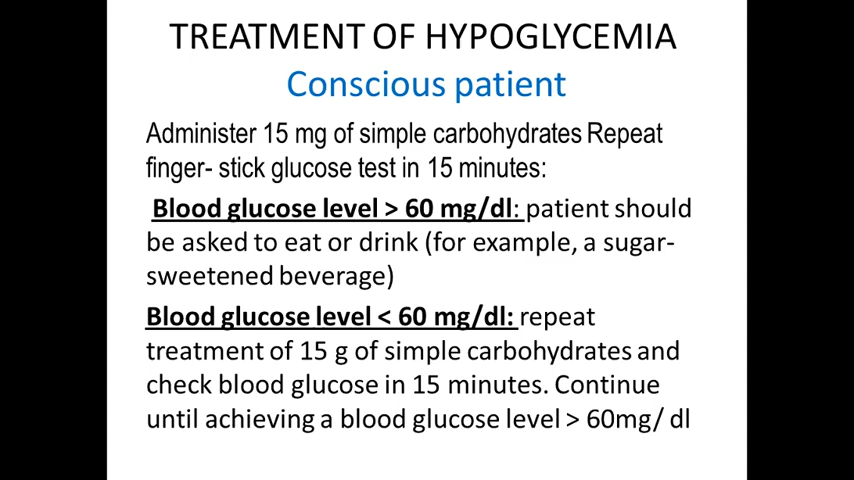 TREATMENT OF HYPOGLYCEMIA
Conscious patient
Administer 15 mg of simple carbohydrates Repeat
finger- stick glucose test in 15 minutes:
Blood glucose level > 60 mg/dl: patient should
be asked to eat or drink (for example, a sugar-
sweetened beverage)
Blood glucose level < 60 mg/dl: repeat
treatment of 15 g of simple carbohydrates and
check blood glucose in 15 minutes. Continue
until achieving a blood glucose level > 60mg/ dl